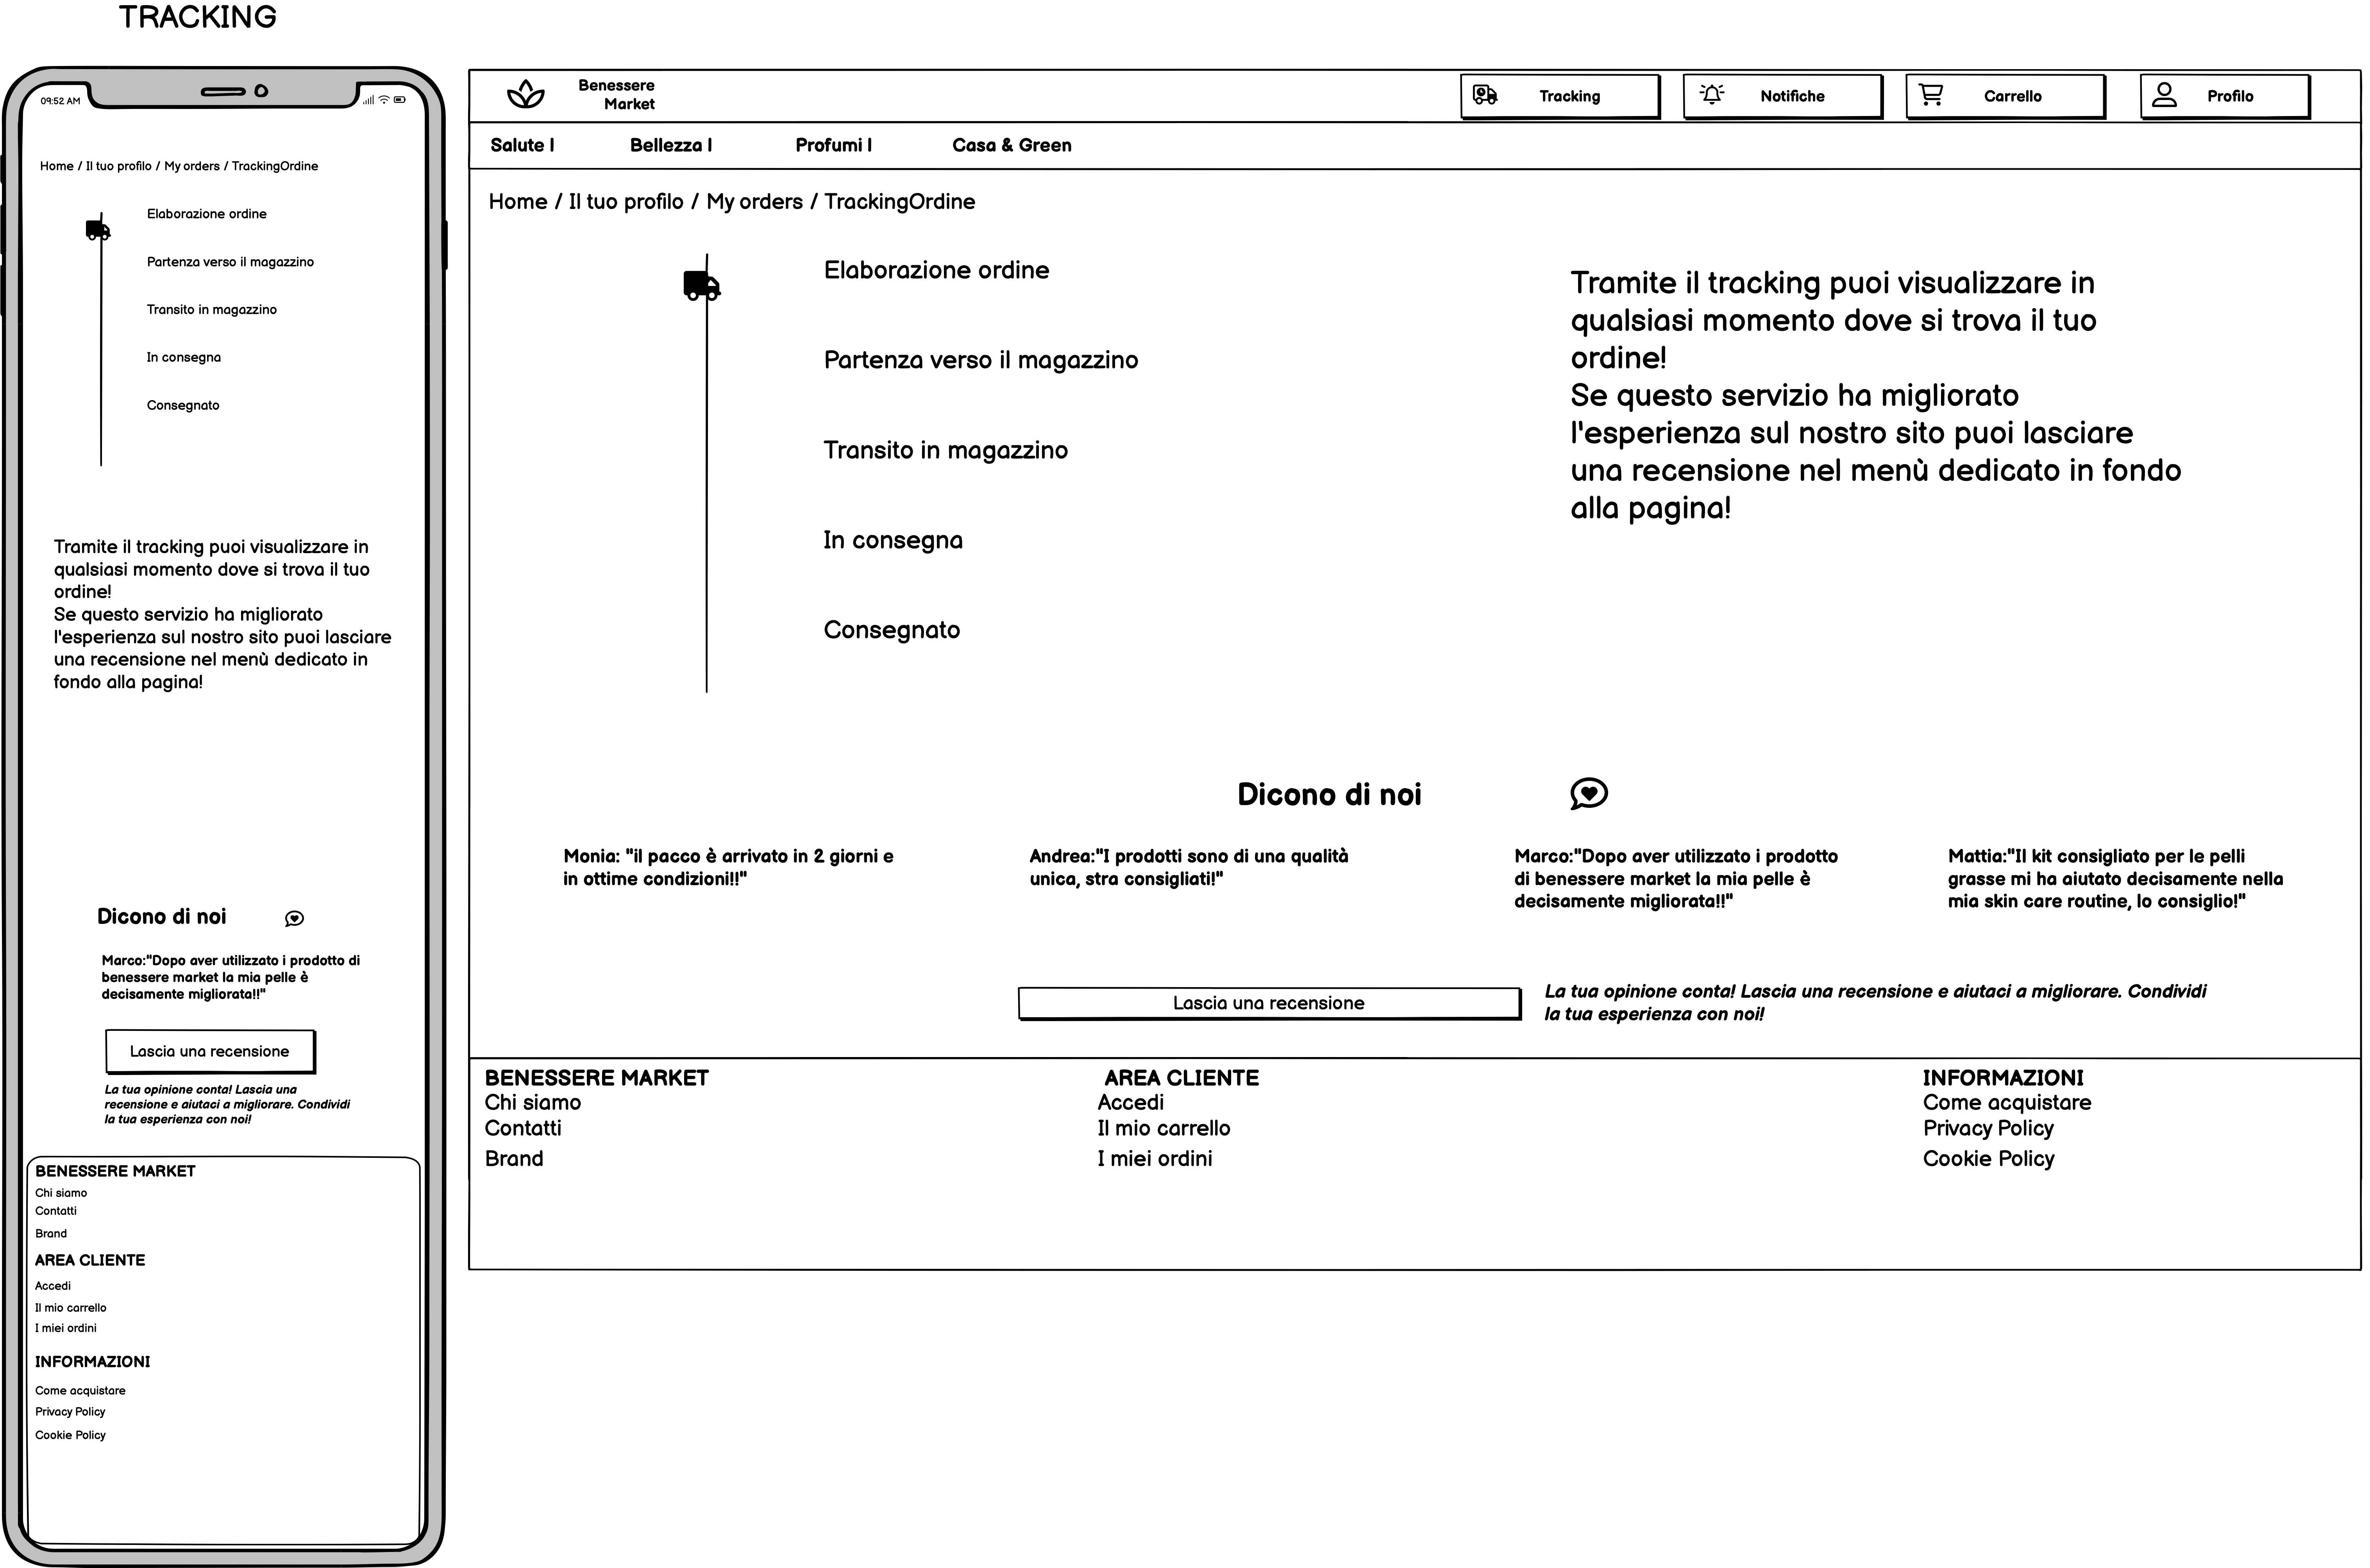 TRACKING
09:52 AM
Home / Il tuo profilo / My orders / TrackingOrdine
Elaborazione ordine
Partenza verso il magazzino
Transito in magazzino
In consegna
Consegnato
Tramite il tracking puoi visualizzare in
qualsiasi momento dove si trova il tuo
ordine!
Se questo servizio ha migliorato
l'esperienza sul nostro sito puoi lasciare
una recensione nel menù dedicato in
fondo alla pagina!
Dicono di noi
Marco:"Dopo aver utilizzato i prodotto di
benessere market la mia pelle è
decisamente migliorata!!"
Lascia una recensione
La tua opinione conta! Lascia una
recensione e aiutaci a migliorare. Condividi
la tua esperienza con noi!
BENESSERE MARKET
Chi siamo
Contatti
Brand
AREA CLIENTE
Accedi
Il mio carrello
I miei ordini
INFORMAZIONI
Come acquistare
Privacy Policy
Cookie Policy
Benessere
Market
Tracking
Notifiche
Carrello
Profilo
Salute |
Bellezza |
Profumi |
Casa & Green
Home / Il tuo profilo / My orders / TrackingOrdine
Elaborazione ordine
Partenza verso il magazzino
Transito in magazzino
In consegna
Consegnato
Tramite il tracking puoi visualizzare in
qualsiasi momento dove si trova il tuo
ordine!
Se questo servizio ha migliorato
l'esperienza sul nostro sito puoi lasciare
una recensione nel menù dedicato in fondo
alla pagina!
Dicono di noi
Monia: "il pacco è arrivato in 2 giorni e
in ottime condizioni!!"
Andrea:"I prodotti sono di una qualità
unica, stra consigliati!"
Marco:"Dopo aver utilizzato i prodotto
di benessere market la mia pelle è
decisamente migliorata!!"
Mattia:"Il kit consigliato per le pelli
grasse mi ha aiutato decisamente nella
mia skin care routine, lo consiglio!"
Lascia una recensione
La tua opinione conta! Lascia una recensione e aiutaci a migliorare. Condividi
la tua esperienza con noi!
BENESSERE MARKET
Chi siamo
Contatti
Brand
AREA CLIENTE
Accedi
Il mio carrello
I miei ordini
INFORMAZIONI
Come acquistare
Privacy Policy
Cookie Policy